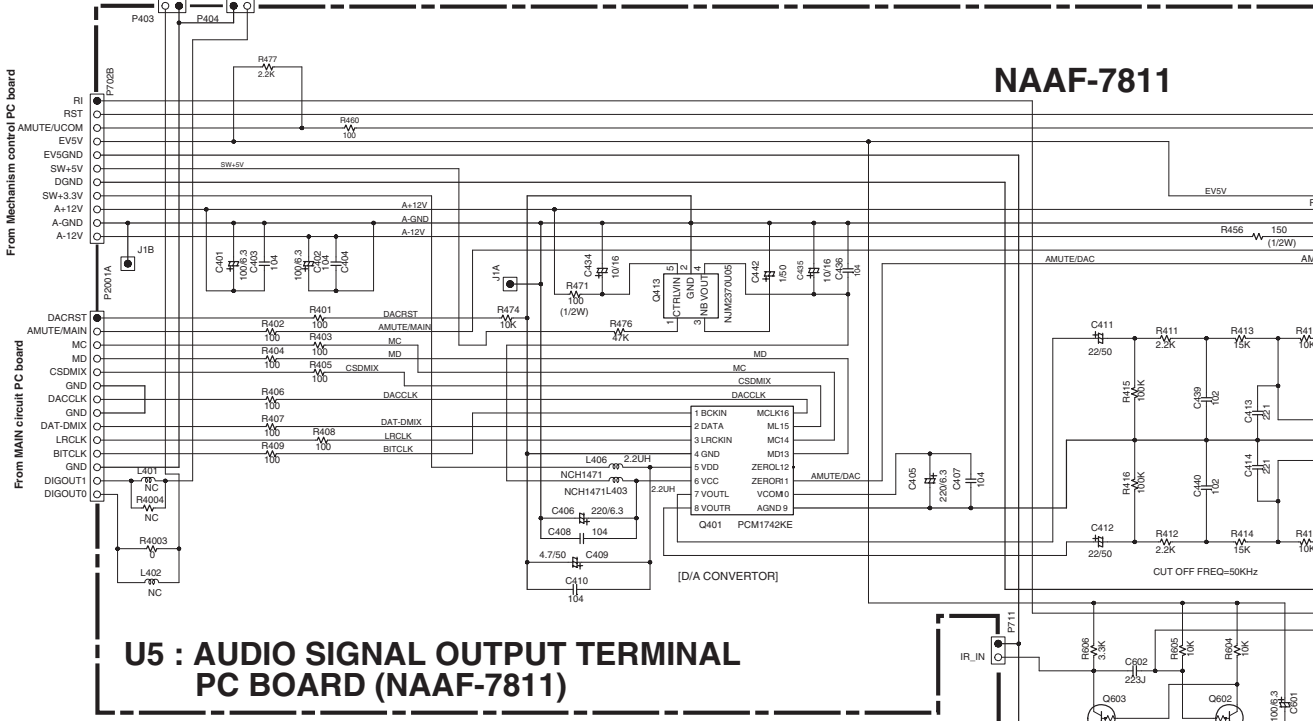 P403
P404
NAAF-7811
From Mechanism control PC board
P702B
RI
RST
AMUTE/UCOM
EV5V
EV5GND
SW+5V
DGND
SW+3.3V
A+12V
A-GND
A-12V
R477
2.2K
R460
100
SW+5V
A+12V
A-GND
A-12V
EV5V
R456 150
(1/2W)
AMUTE/DAC
J1B
C401
100/6.3
C403
104
C402
100/6.3
104
C404
J1A
C434
10/16
R471
100
(1/2W)
Q413
5 2 4
CTRL VIN
GND
NB VOUT
1 3
NJM2370U05
C442
1/50
C435
10/16
C436
104
From MAIN circuit PC board
P2001A
DACRST
AMUTE/MAIN
MC
MD
CSDMIX
GND
DACCLK
GND
DAT-DMIX
LRCLK
BITCLK
GND
DIGOUT1
DIGOUT0
R401
100
R402
100
R403
100
R404
100
R405
100
R406
100
R407
100
R408
100
R409
100
DACRST
AMUTE/MAIN
MC
MD
CSDMIX
DACCLK
DAT-DMIX
LRCLK
BITCLK
R474
10K
R476
47K
MD
MC
CSDMIX
DACCLK
1 BCKIN MCLK16
2 DATA ML15
3 LRCKIN MC14
4 GND MD13
5 VDD ZEROL12
6 VCC ZEROR11
7 VOUTL VCOM10
8 VOUTR AGND 9
Q401 PCM1742KE
[D/A CONVERTOR]
AMUTE/DAC
L406 2.2UH
NCH1471
NCH1471 L403
2.2UH
C406 220/6.3
C408 104
4.7/50 C409
C410
104
L401
NC
R4004
NC
R4003
0
L402
NC
C405
220/6.3
C407
104
C411
22/50
R411
2.2K
R413
15K
R41
10K
R415
100K
C439
102
C413
221
C414
221
R416
100K
C440
102
C412
22/50
R412
2.2K
R414
15K
R41
10K
CUT OFF FREQ=50KHz
U5 : AUDIO SIGNAL OUTPUT TERMINAL
PC BOARD (NAAF-7811)
P711
IR_IN
R606
3.3K
C602
223J
R605
10K
R604
10K
Q603
Q602
100/6.3
C601